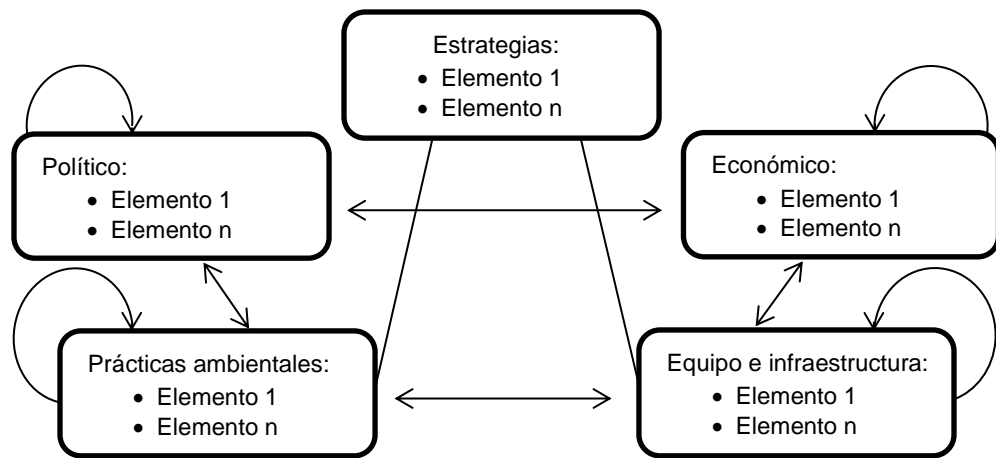 Estrategias:
• Elemento 1
• Elemento n
Político:
• Elemento 1
• Elemento n
Económico:
• Elemento 1
• Elemento n
Prácticas ambientales:
• Elemento 1
• Elemento n
Equipo e infraestructura:
• Elemento 1
• Elemento n